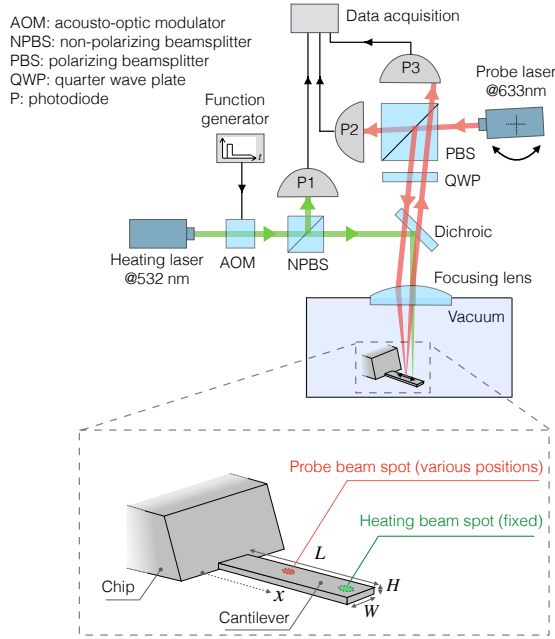 AOM: acousto-optic modulator
NPBS: non-polarizing beamsplitter
PBS: polarizing beamsplitter
QWP: quarter wave plate
P: photodiode
Data acquisition
Probe laser
@633nm
P3
Function
generator
t
P2
PBS
P1
QWP
Dichroic
Heating laser
@532 nm
AOM
NPBS
Focusing lens
Vacuum
Probe beam spot (various positions)
Heating beam spot (fixed)
L
H
W
Chip
x
Cantilever